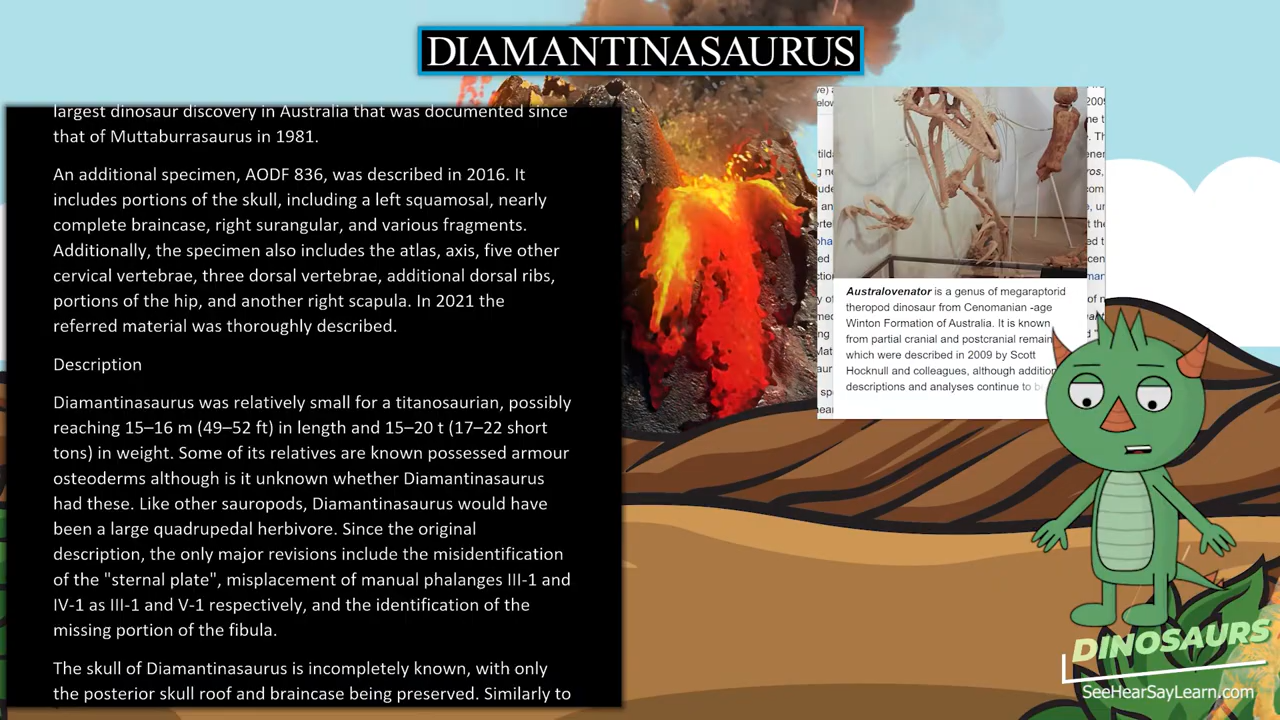 DIAMANTINASAURUS
largest dinosaur discovery in Australia that was documented since
that of Muttaburrasaurus in 1981.
An additional specimen, AODF 836, was described in 2016. It
includes portions of the skull, including a left squamosal, nearly
complete braincase, right surangular, and various fragments.
Additionally, the specimen also includes the atlas, axis, five other
cervical vertebrae, three dorsal vertebrae, additional dorsal ribs,
portions of the hip, and another right scapula. In 2021 the
referred material was thoroughly described.
Description
Diamantinasaurus was relatively small for a titanosaurian, possibly
reaching 15–16 m (49–52 ft) in length and 15–20 t (17–22 short
tons) in weight. Some of its relatives are known possessed armour
osteoderms although is it unknown whether Diamantinasaurus
had these. Like other sauropods, Diamantinasaurus would have
been a large quadrupedal herbivore. Since the original
description, the only major revisions include the misidentification
of the "sternal plate", misplacement of manual phalanges III-1 and
IV-1 as III-1 and V-1 respectively, and the identification of the
missing portion of the fibula.
The skull of Diamantinasaurus is incompletely known, with only
the posterior skull roof and braincase being preserved. Similarly to
Australovenator is a genus of megaraptorid
theropod dinosaur from Cenomanian -age
Winton Formation of Australia. It is known
from partial cranial and postcranial remain
which were described in 2009 by Scott
Hocknull and colleagues, although addition
descriptions and analyses continue to b
DINOSAURS
SeeHearSayLearn.com